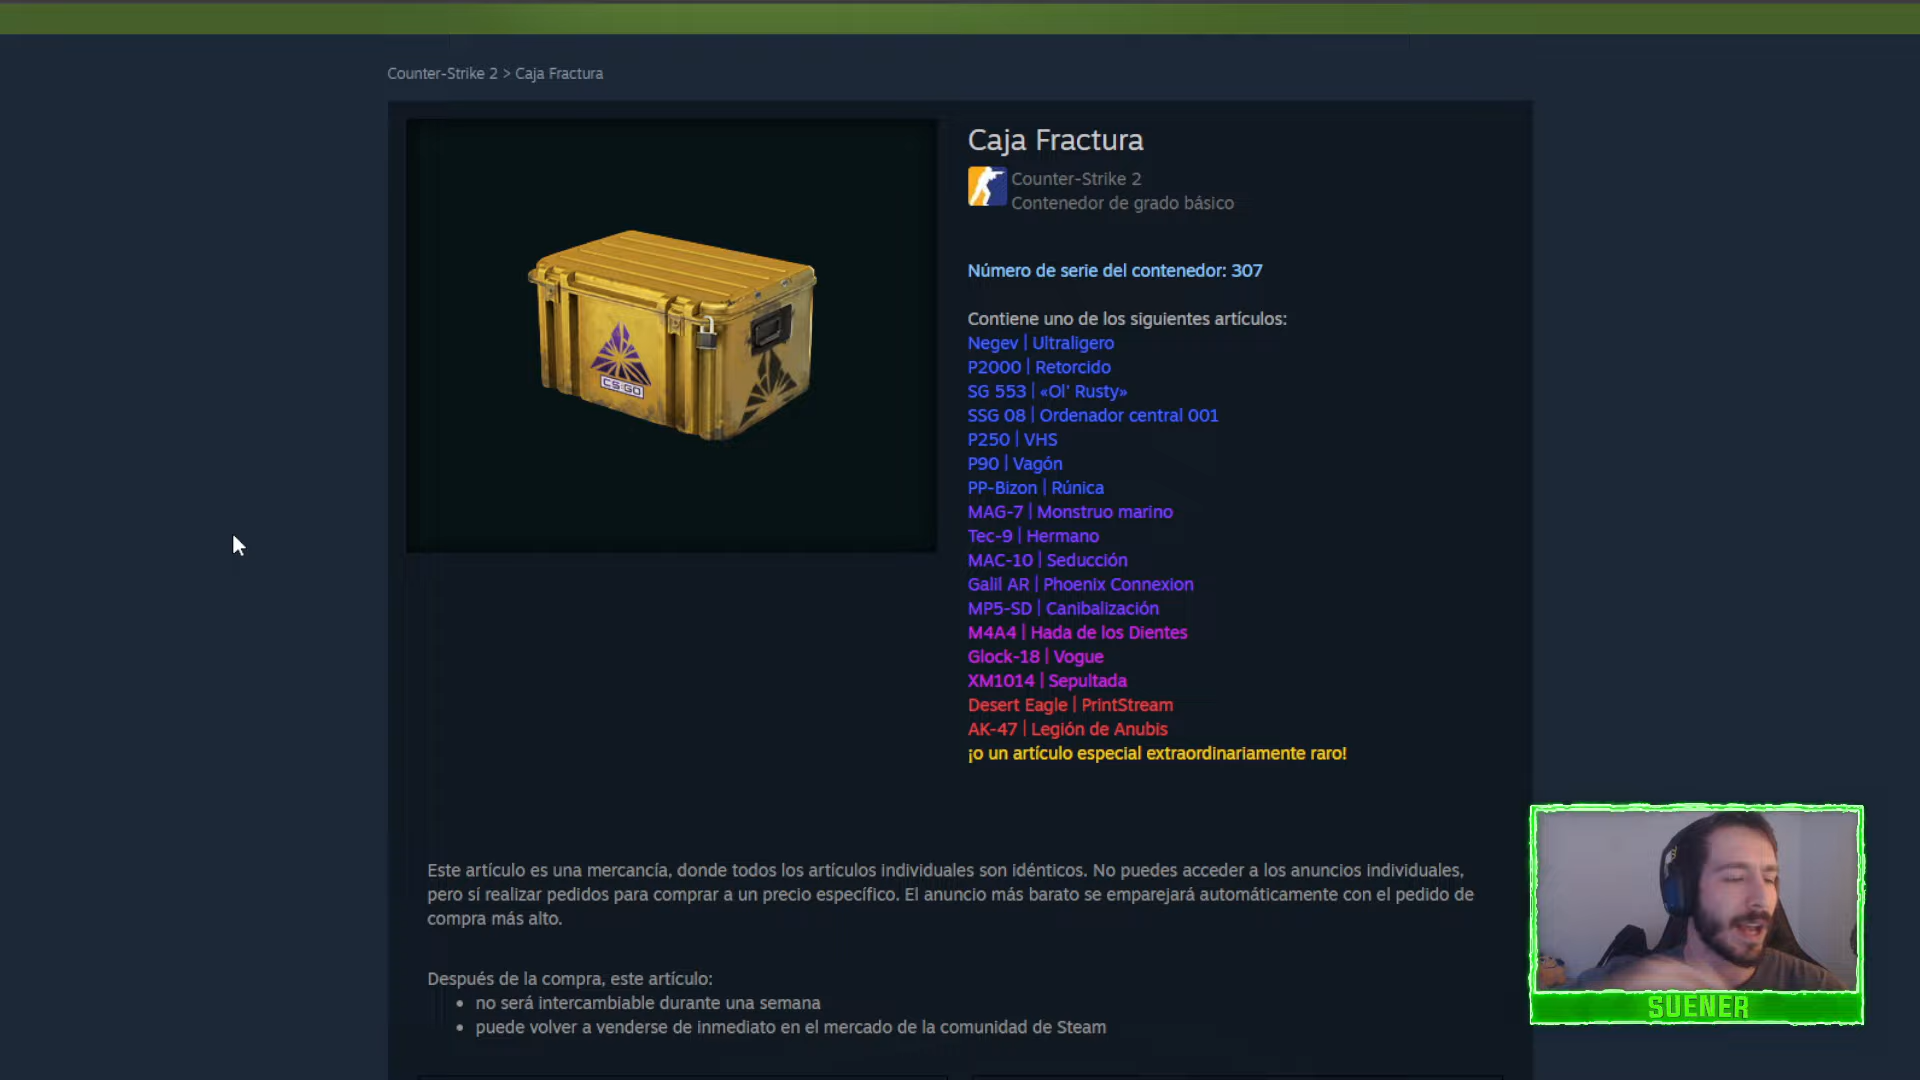 Counter-Strike 2 > Caja Fractura
Caja Fractura
Counter-Strike 2
Contenedor de grado básico
Número de serie del contenedor: 307
Contiene uno de los siguientes artículos:
Negev | Ultraligero
P2000 | Retorcido
SG 553 | «Ol' Rusty»
SSG 08 | Ordenador central 001
P250 | VHS
P90 | Vagón
PP-Bizon | Rúnica
MAG-7 | Monstruo marino
Tec-9 | Hermano
MAC-10 | Seducción
Galil AR | Phoenix Connexion
MP5-SD | Canibalización
M4A4 | Hada de los Dientes
Glock-18 | Vogue
XM1014 | Sepultada
Desert Eagle | PrintStream
AK-47 | Legión de Anubis
¡o un artículo especial extraordinariamente raro!
CS:GO
Este artículo es una mercancía, donde todos los artículos individuales son idénticos. No puedes acceder a los anuncios individuales,
pero sí realizar pedidos para comprar a un precio específico. El anuncio más barato se emparejará automáticamente con el pedido de
compra más alto.
Después de la compra, este artículo:
• no será intercambiable durante una semana
• puede volver a venderse de inmediato en el mercado de la comunidad de Steam
SUENER